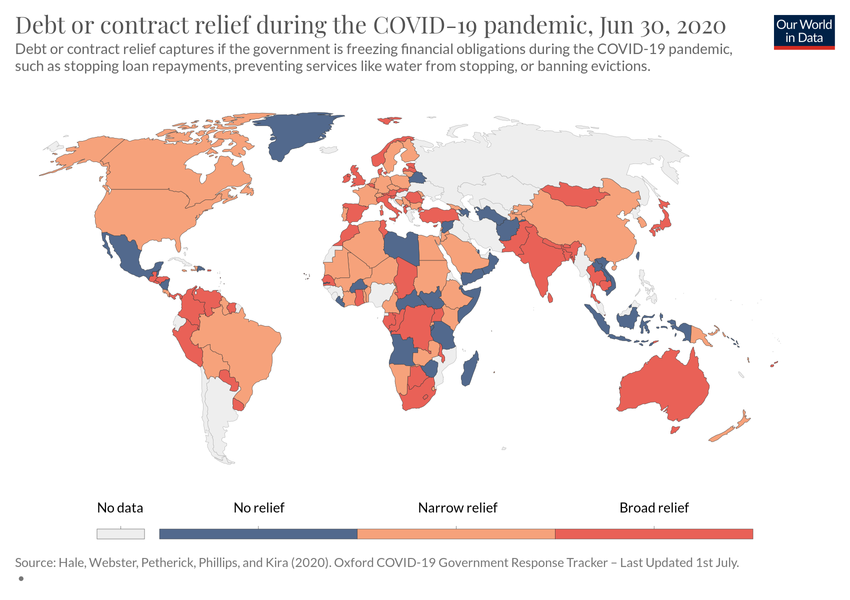 Debt or contract relief during the COVID-19 pandemic, Jun 30, 2020
Our World
in Data
Debt or contract relief captures if the government is freezing financial obligations during the COVID-19 pandemic,
such as stopping loan repayments, preventing services like water from stopping, or banning evictions.
No data
No relief
Narrow relief
Broad relief
Source: Hale, Webster, Petherick, Phillips, and Kira (2020). Oxford COVID-19 Government Response Tracker – Last Updated 1st July.
•